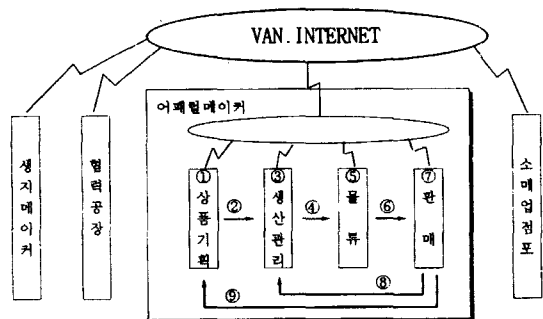 VAN. INTERNET
어패럴메이커
생지메이커
협력공장
①상품기획
②
③생산관리
④
⑤물류
⑥
⑦판매
소매업점포
⑧
⑨